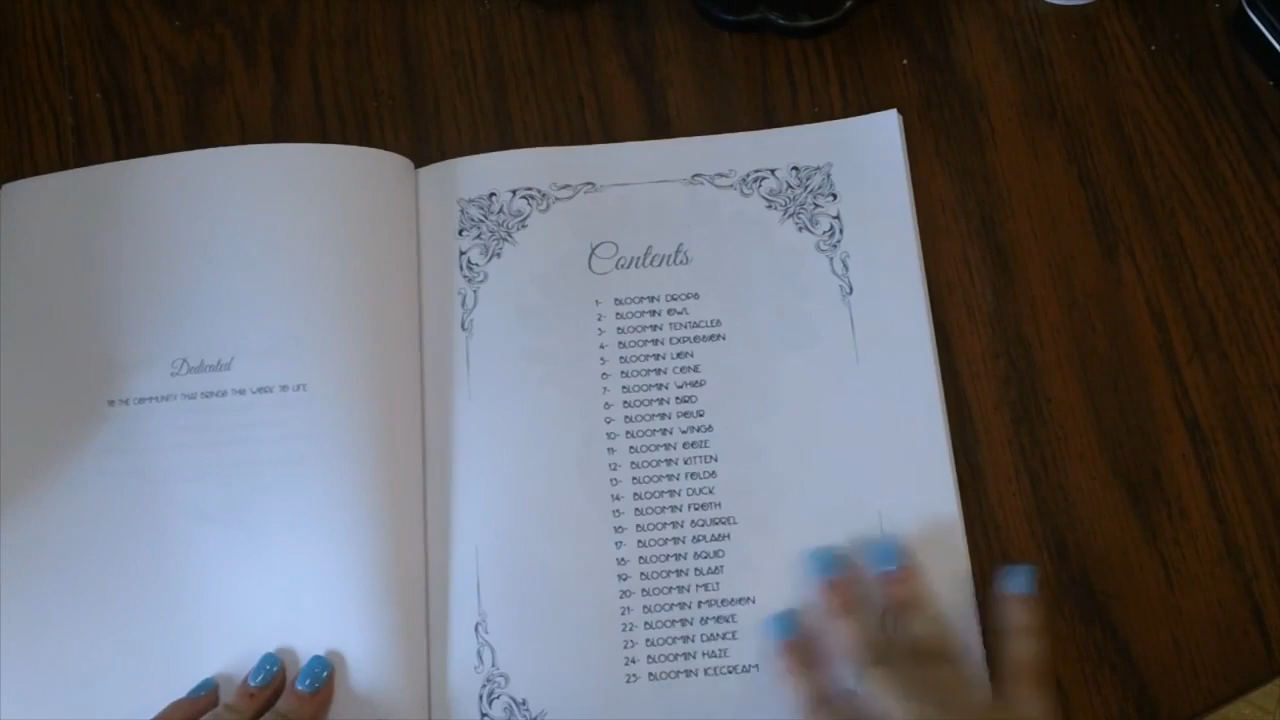 Dedicated
TO THE COMMUNITY THAT BRINGS THIS WORK TO LIFE
Contents
1- BLOOMIN' DROPS
2- BLOOMIN' OWL
3- BLOOMIN' TENTACLES
4- BLOOMIN' EXPLOSION
5- BLOOMIN' LION
6- BLOOMIN' CONE
7- BLOOMIN' WHISP
8- BLOOMIN' BIRD
9- BLOOMIN' POUR
10- BLOOMIN' WINGS
11- BLOOMIN' OOZE
12- BLOOMIN' KITTEN
13- BLOOMIN' FOLDS
14- BLOOMIN' DUCK
15- BLOOMIN' FROTH
16- BLOOMIN' SQUIRREL
17- BLOOMIN' SPLASH
18- BLOOMIN' SQUID
19- BLOOMIN' BLAST
20- BLOOMIN' MELT
21- BLOOMIN' IMPLOSION
22- BLOOMIN' SMOKE
23- BLOOMIN' DANCE
24- BLOOMIN' HAZE
25- BLOOMIN' ICECREAM